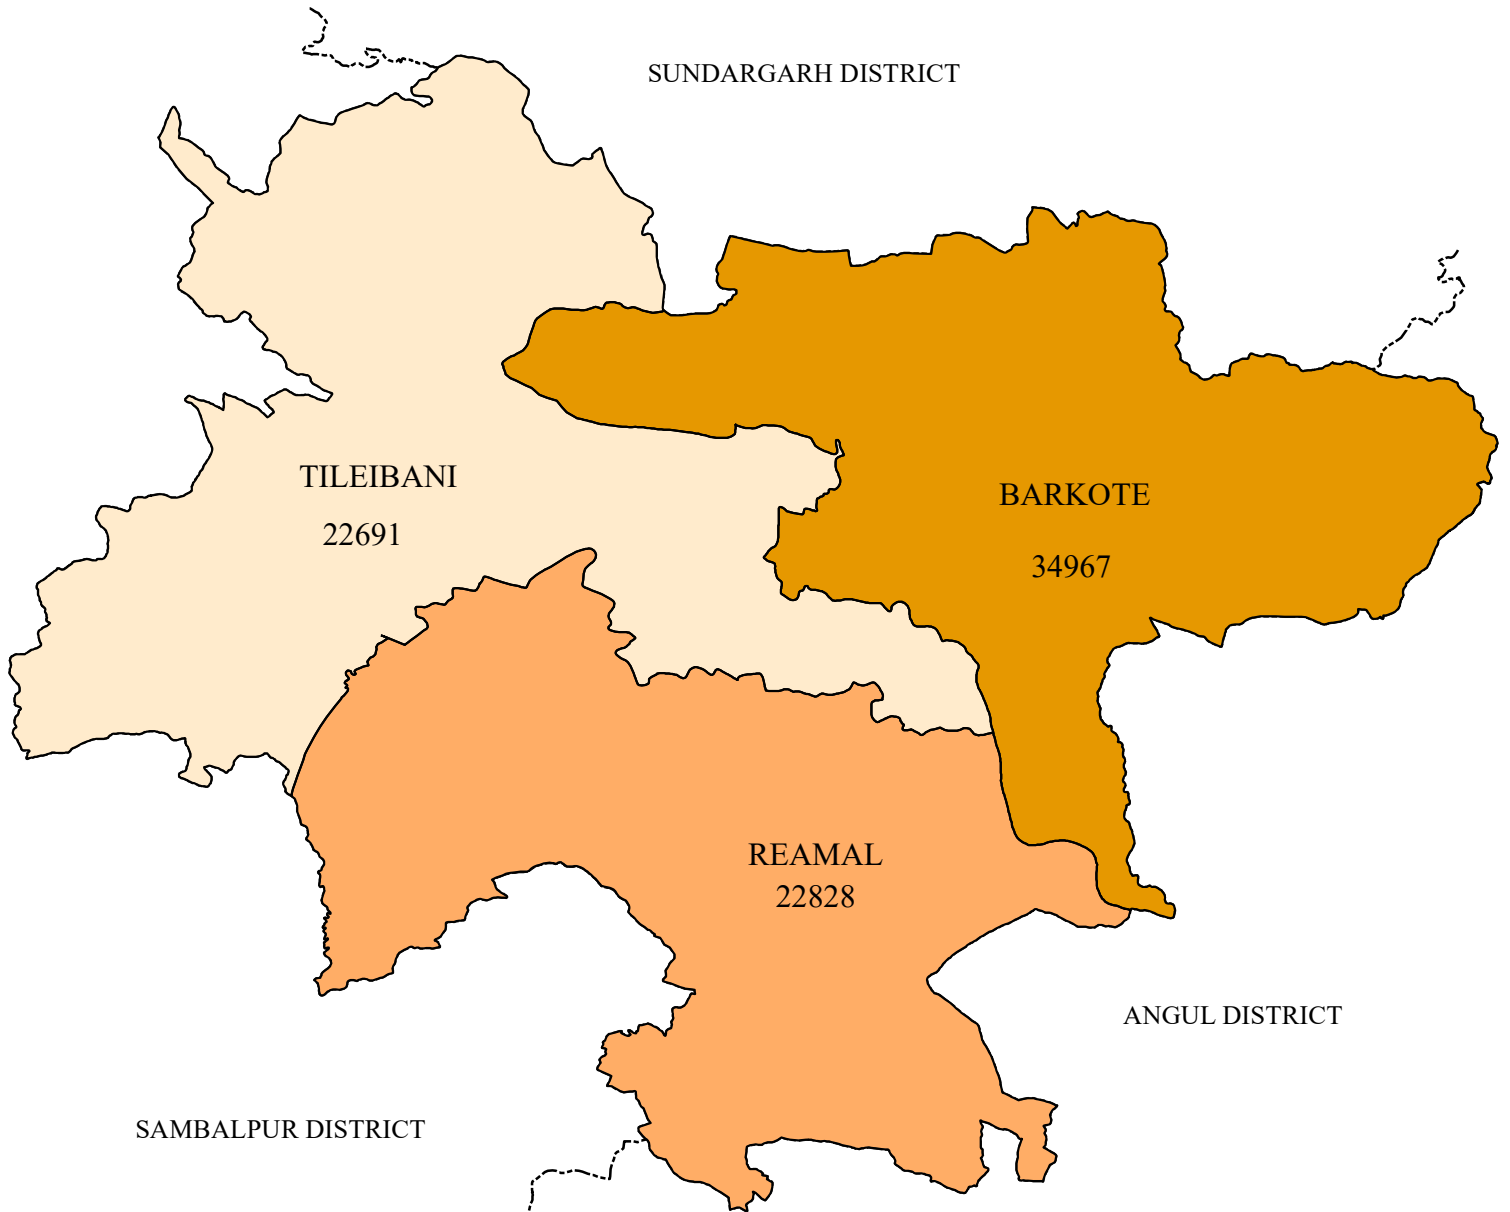 SUNDARGARH DISTRICT
TILEIBANI
22691
BARKOTE
34967
REAMAL
22828
ANGUL DISTRICT
SAMBALPUR DISTRICT